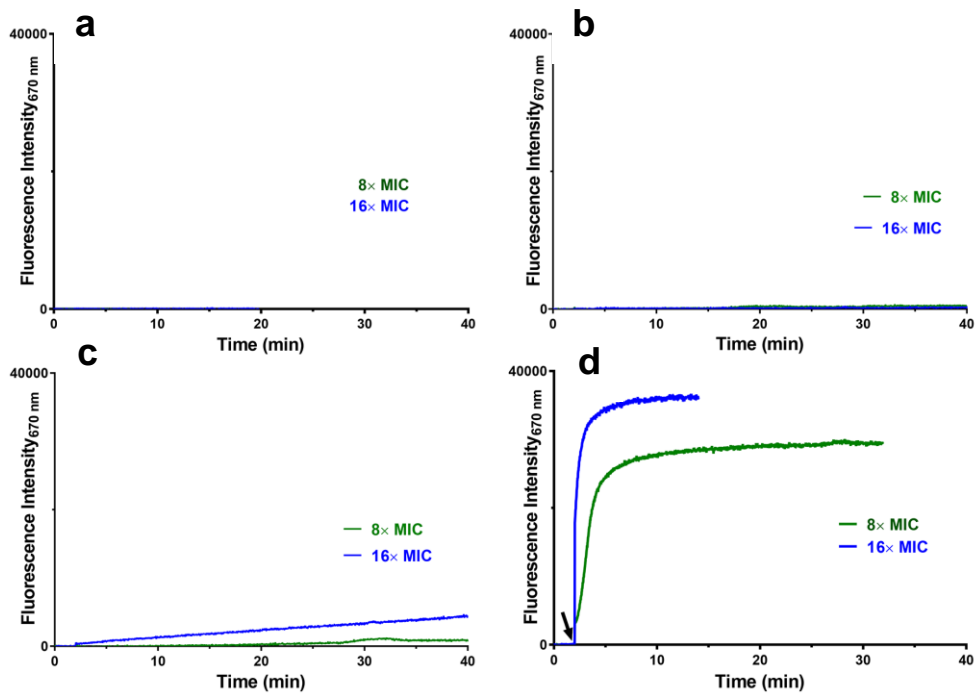 a
40000
Fluorescence Intensity670 nm
8× MIC
16× MIC
0
0 10 20 30 40
Time (min)
b
40000
Fluorescence Intensity670 nm
8× MIC
16× MIC
0
0 10 20 30 40
Time (min)
c
40000
Fluorescence Intensity670 nm
8× MIC
16× MIC
0
0 10 20 30 40
Time (min)
d
40000
Fluorescence Intensity670 nm
8× MIC
16× MIC
0
0 10 20 30 40
Time (min)